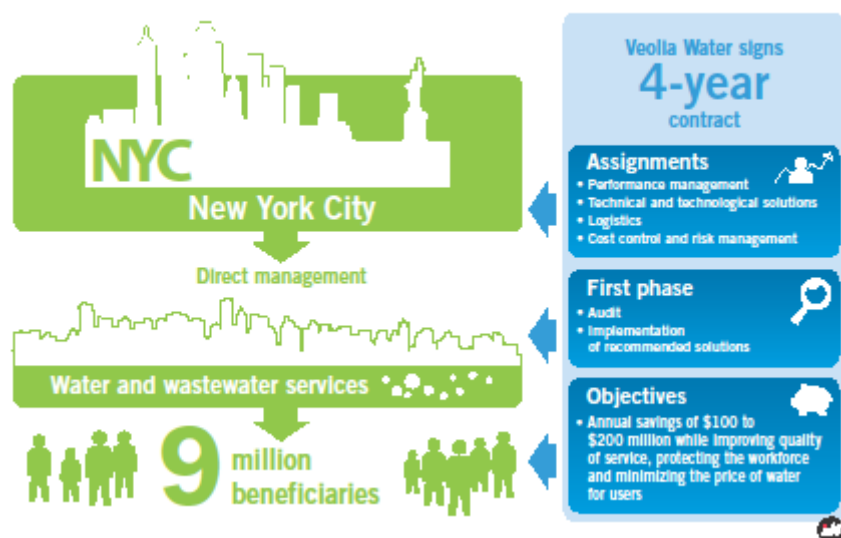 NYC
New York City
Direct management
Water and wastewater services
9
million
beneficiaries
Veolia Water signs
4-year
contract
Assignments
• Performance management
• Technical and technological solutions
• Logistics
• Cost control and risk management
First phase
• Audit
• Implementation
of recommended solutions
Objectives
• Annual savings of $100 to
$200 million while improving quality
of service, protecting the workforce
and minimizing the price of water
for users